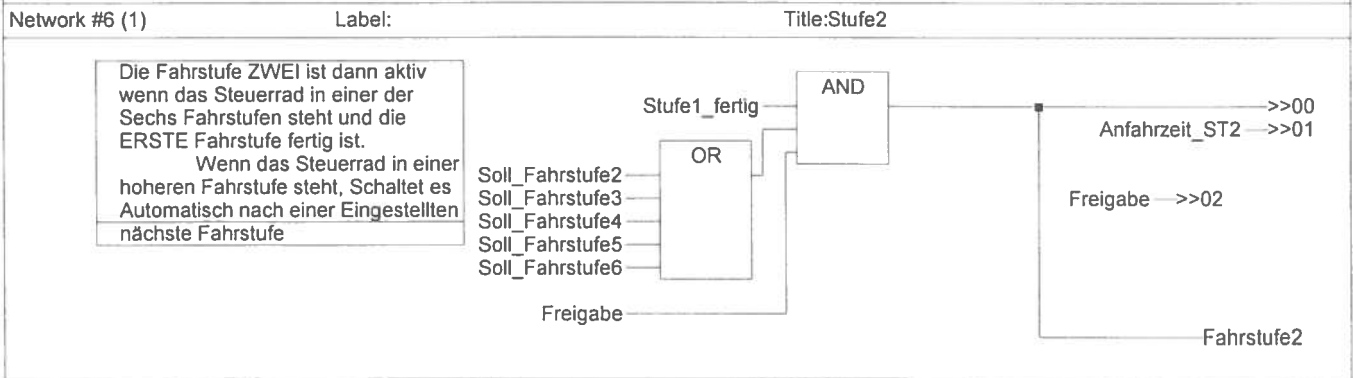 Network #6 (1) Label: Title:Stufe2
Die Fahrstufe ZWEI ist dann aktiv
wenn das Steuerrad in einer der
Sechs Fahrstufen steht und die
ERSTE Fahrstufe fertig ist.
Wenn das Steuerrad in einer
hoheren Fahrstufe steht, Schaltet es
Automatisch nach einer Eingestellten
nächste Fahrstufe
Stufe1_fertig
AND
>>00
Anfahrzeit_ST2 >>01
OR
Soll_Fahrstufe2
Soll_Fahrstufe3
Soll_Fahrstufe4
Soll_Fahrstufe5
Soll_Fahrstufe6
Freigabe >>02
Freigabe
Fahrstufe2